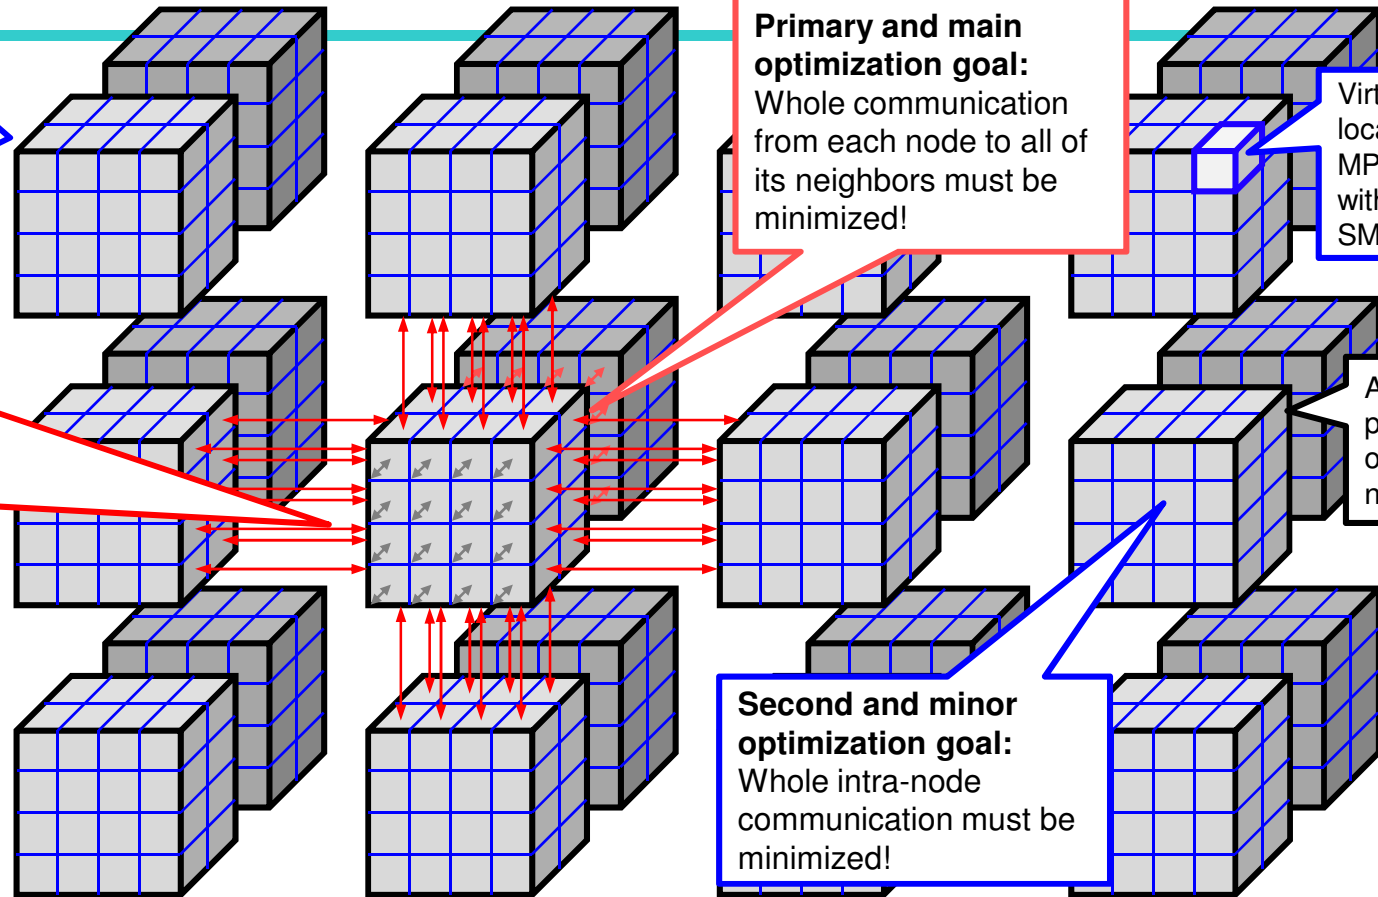 Primary and main
optimization goal:
Whole communication
from each node to all of
its neighbors must be
minimized!
Second and minor
optimization goal:
Whole intra-node
communication must be
minimized!